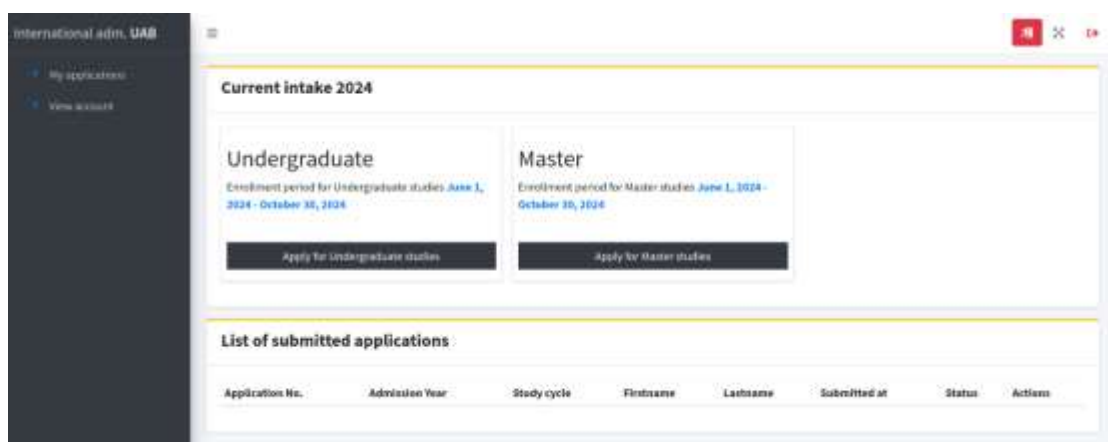 international adm. UAB
My applications
View account
Current intake 2024
Undergraduate
Enrollment period for Undergraduate studies June 1,
2024 - October 30, 2024
Apply for Undergraduate studies
Master
Enrollment period for Master studies June 1, 2024 -
October 30, 2024
Apply for Master studies
List of submitted applications
Application No. Admission Year Study cycle Firstname Lastname Submitted at Status Actions